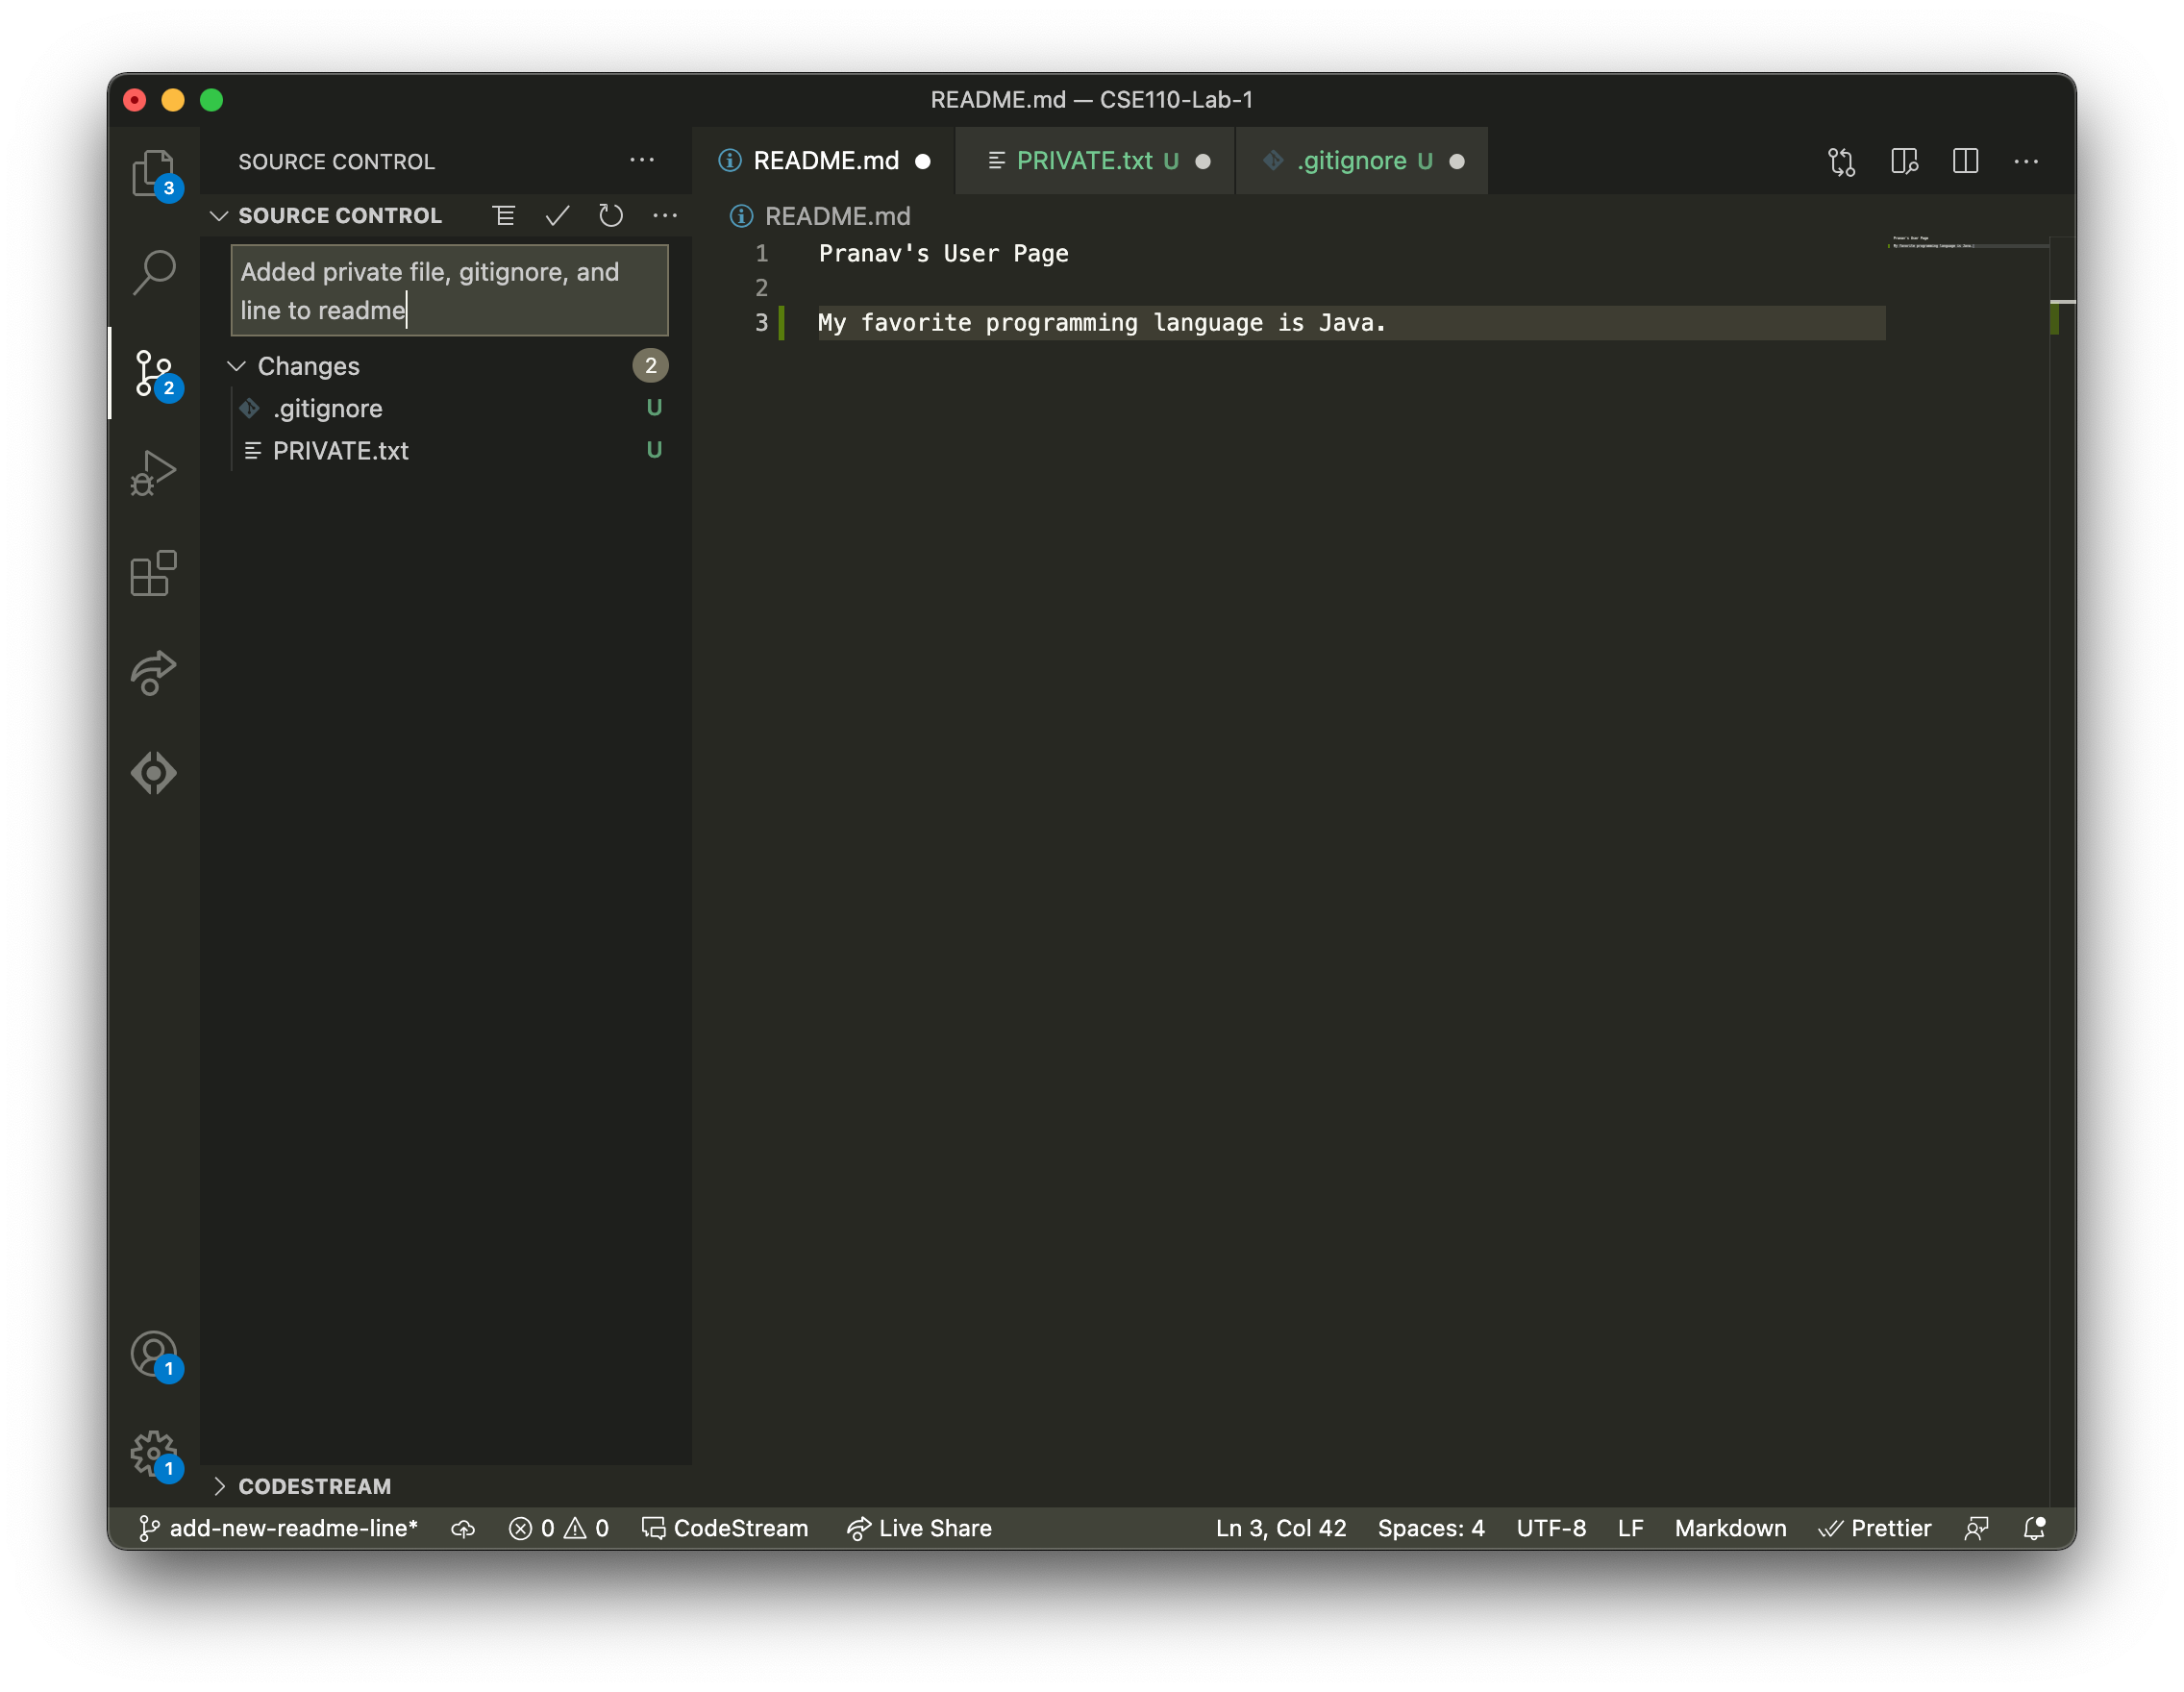 README.md — CSE110-Lab-1
3
SOURCE CONTROL
README.md
PRIVATE.txt U
.gitignore U
SOURCE CONTROL
README.md
Added private file, gitignore, and
line to readme
1 Pranav's User Page
2
3 My favorite programming language is Java.
2
Changes 2
.gitignore U
PRIVATE.txt U
1
1
CODESTREAM
add-new-readme-line* 0 0 CodeStream Live Share Ln 3, Col 42 Spaces: 4 UTF-8 LF Markdown Prettier